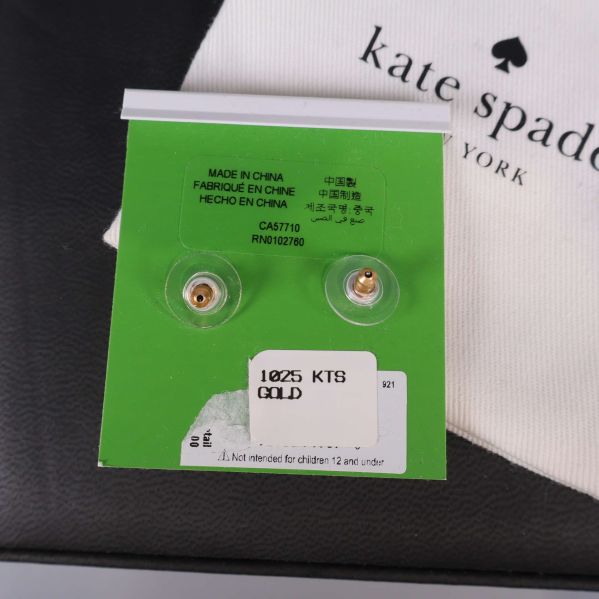 kate spade
YORK
MADE IN CHINA
FABRIQUÉ EN CHINE
HECHO EN CHINA
中国製
中国制造
제조국명.중국
صنع في الصين
CA57710
RN0102760
1025 KTS
GOLD
921
etail
00
⚠ Not intended for children 12 and under